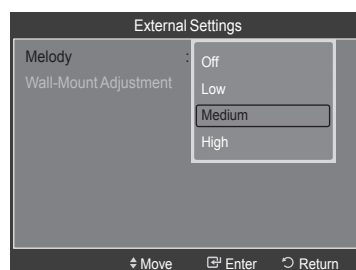 External Settings
Melody : Off
Wall-Mount Adjustment
Low
Medium
High
Move Enter Return